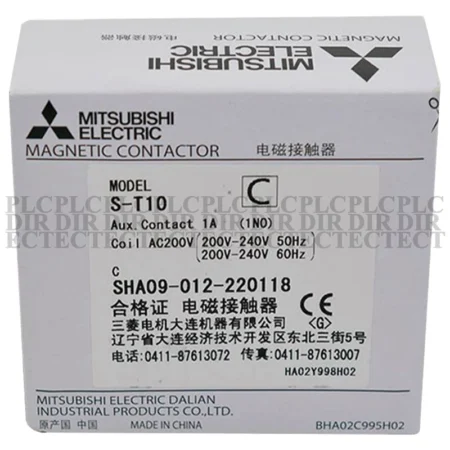 MITSUBISHI
ELECTRIC
MAGNETIC CONTACTOR 电磁接触器
MITSUBISHI
ELECTRIC
MAGNETIC CONTACTOR 电磁接触器
MODEL
S-T10 C
Aux.Contact 1A (1NO)
Coil AC200V (200V-240V 50Hz
200V-240V 60Hz)
PLCPLCPLCPLCPLCPLCPLCPLC
DIRDIRDIRDIRDIRDIRDIRDIR
ECTECTECTECTECTECTECTECT
C
SHA09-012-220118
合格证 电磁接触器 CE
三菱电机大连机器有限公司 <G>
辽宁省大连经济技术开发区东北三街5号
电话:0411-87613072 传真:0411-87613007
HA02Y998H02
MITSUBISHI ELECTRIC DALIAN
INDUSTRIAL PRODUCTS CO.,LTD.
原产国 中国 MADE IN CHINA BHA02C995H02